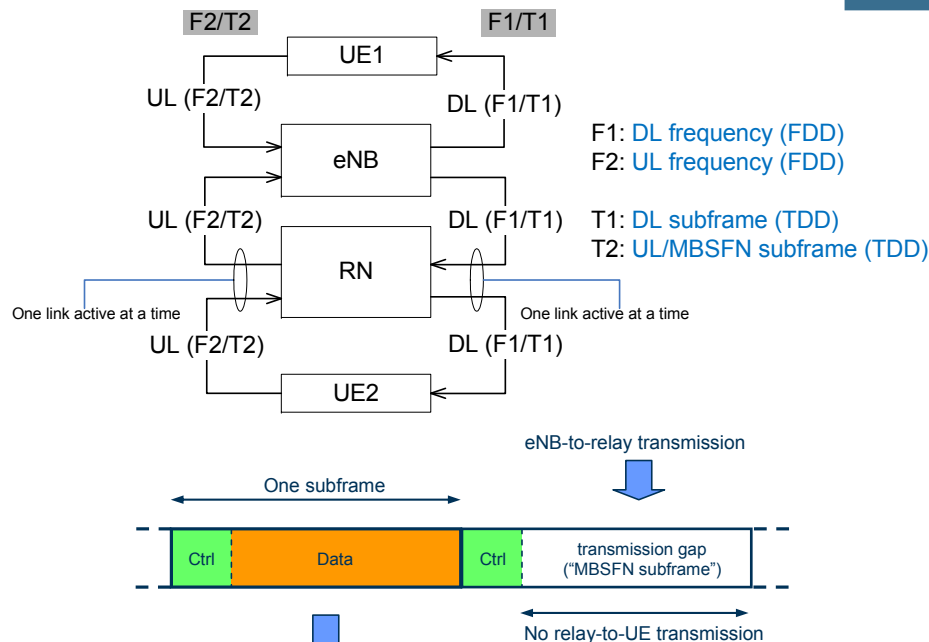 F2/T2
F1/T1
UE1
UL (F2/T2)
DL (F1/T1)
eNB
F1: DL frequency (FDD)
F2: UL frequency (FDD)
UL (F2/T2)
DL (F1/T1)
T1: DL subframe (TDD)
T2: UL/MBSFN subframe (TDD)
RN
One link active at a time
One link active at a time
UL (F2/T2)
DL (F1/T1)
UE2
eNB-to-relay transmission
One subframe
Ctrl
Data
Ctrl
transmission gap
(“MBSFN subframe”)
No relay-to-UE transmission